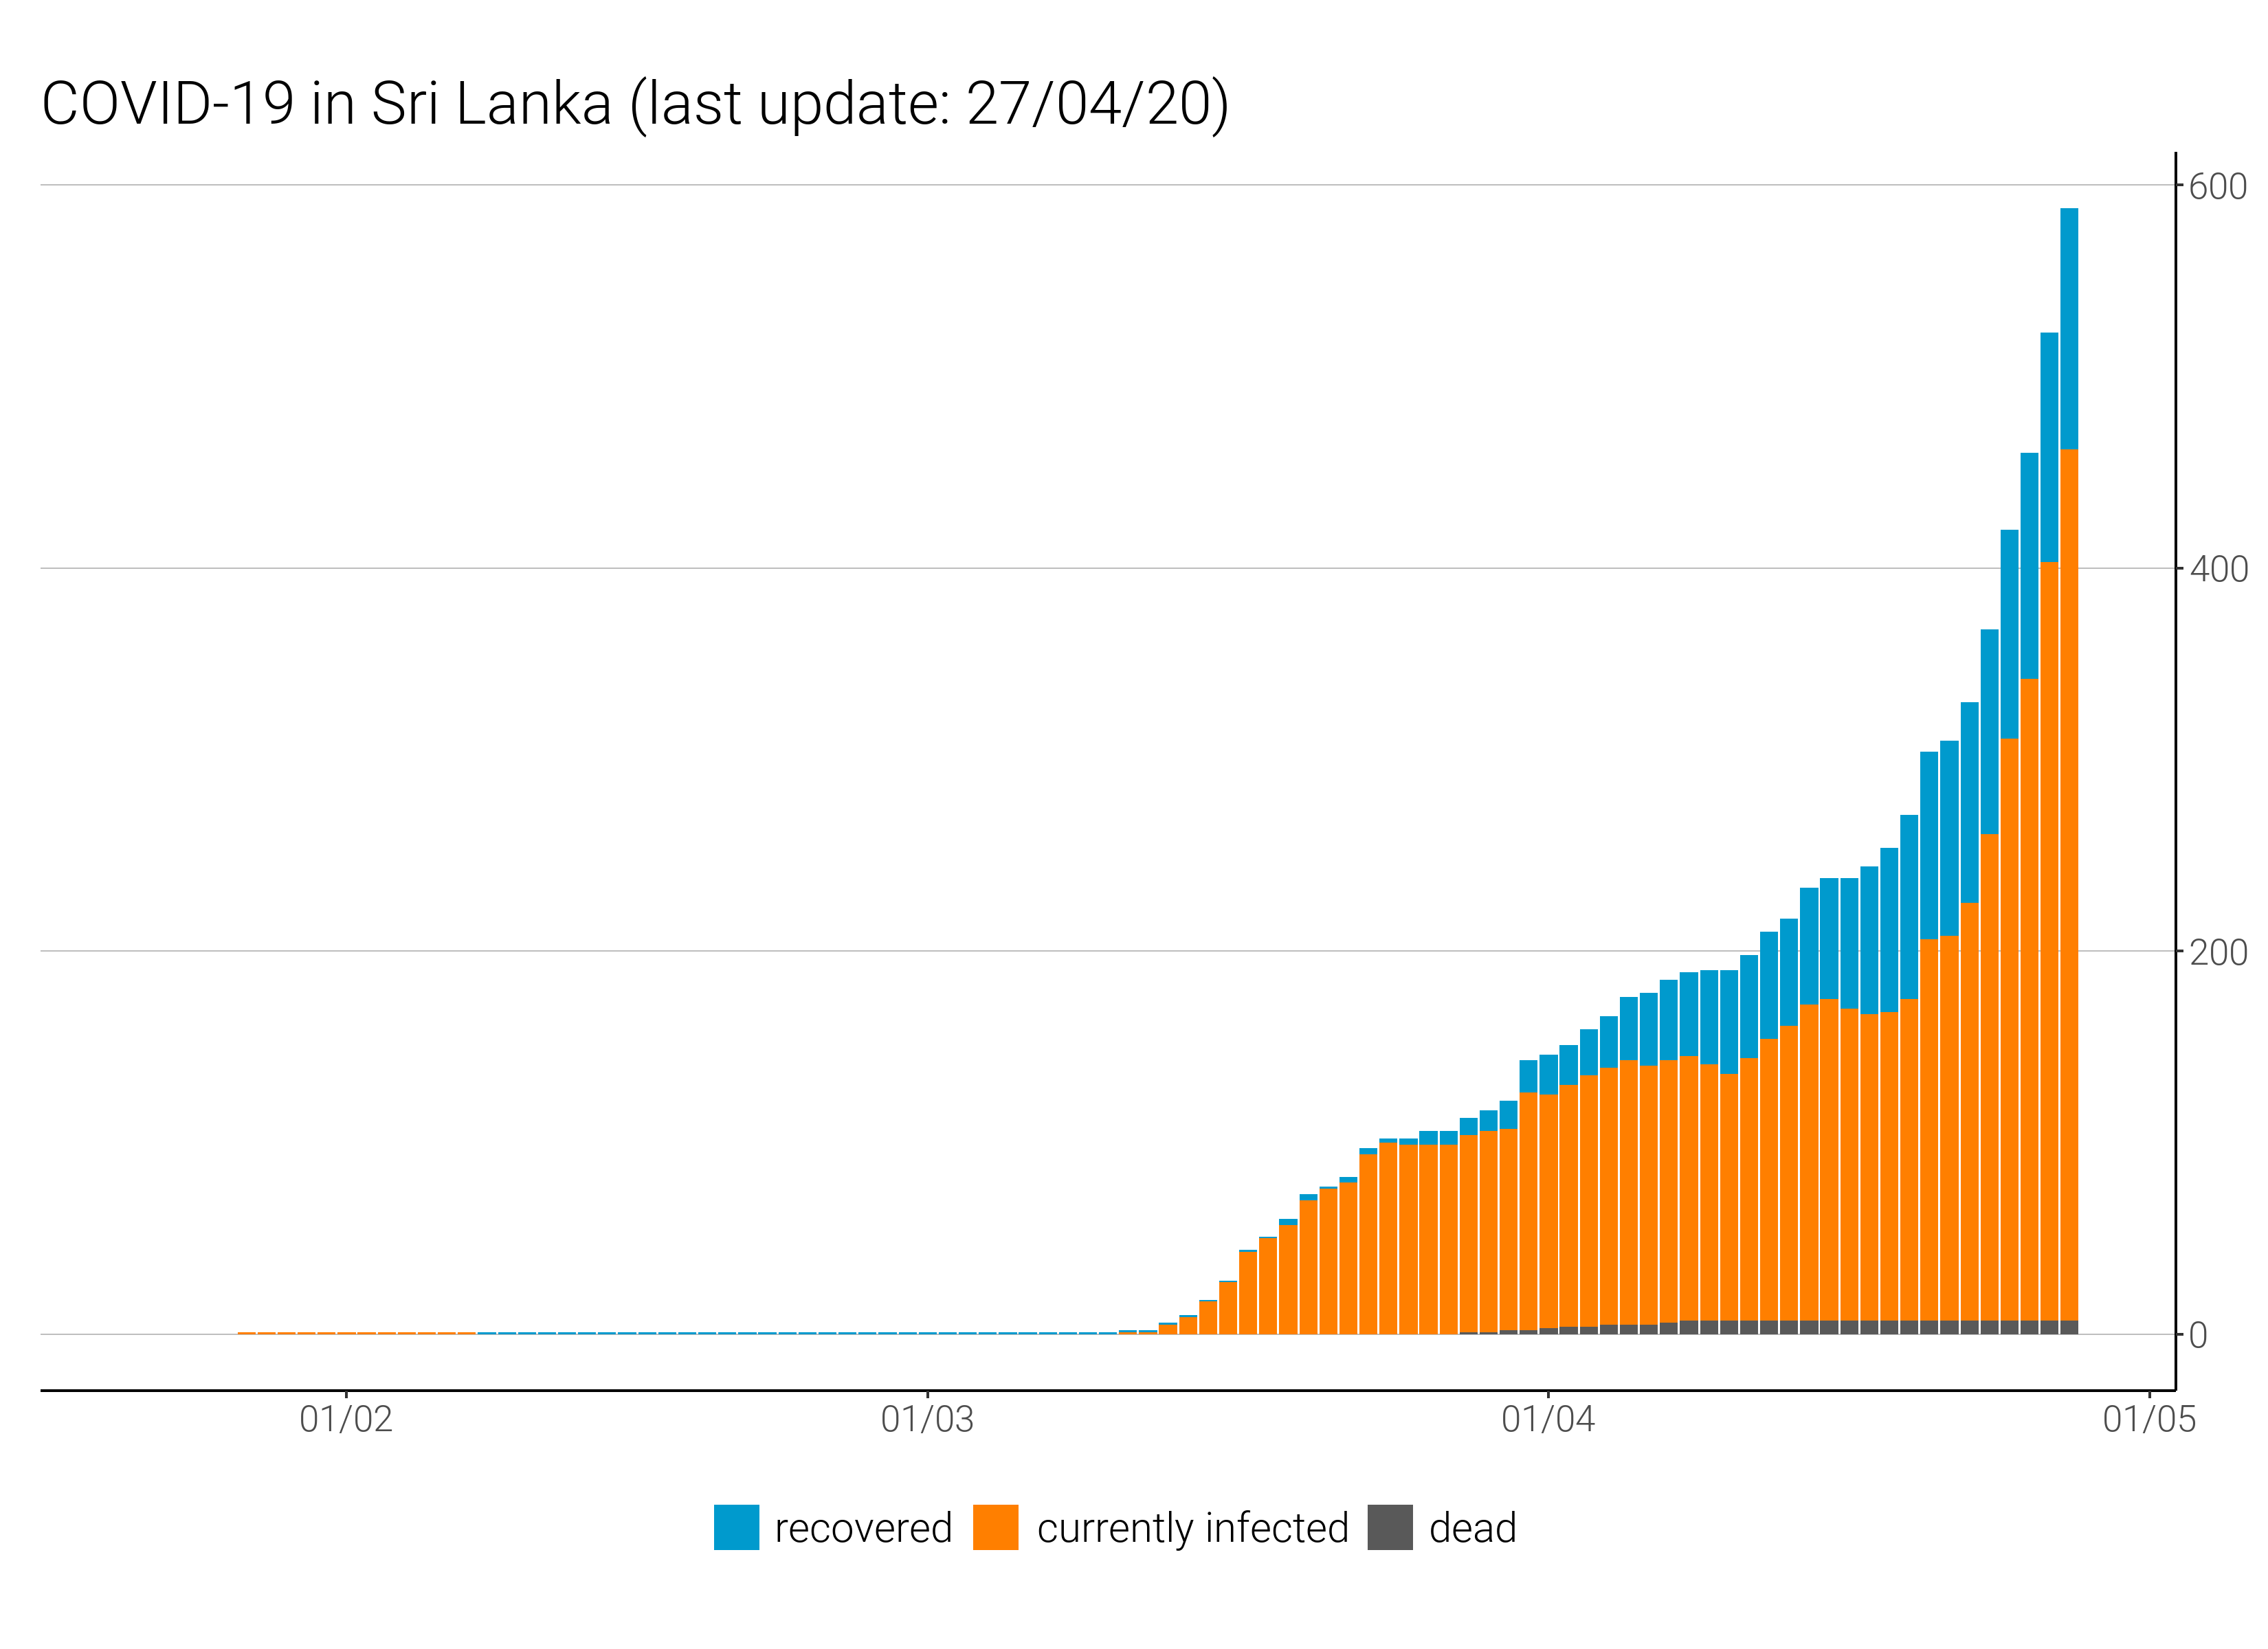 COVID-19 in Sri Lanka (last update: 27/04/20)
600
400
200
0
01/02 01/03 01/04 01/05
recovered currently infected dead